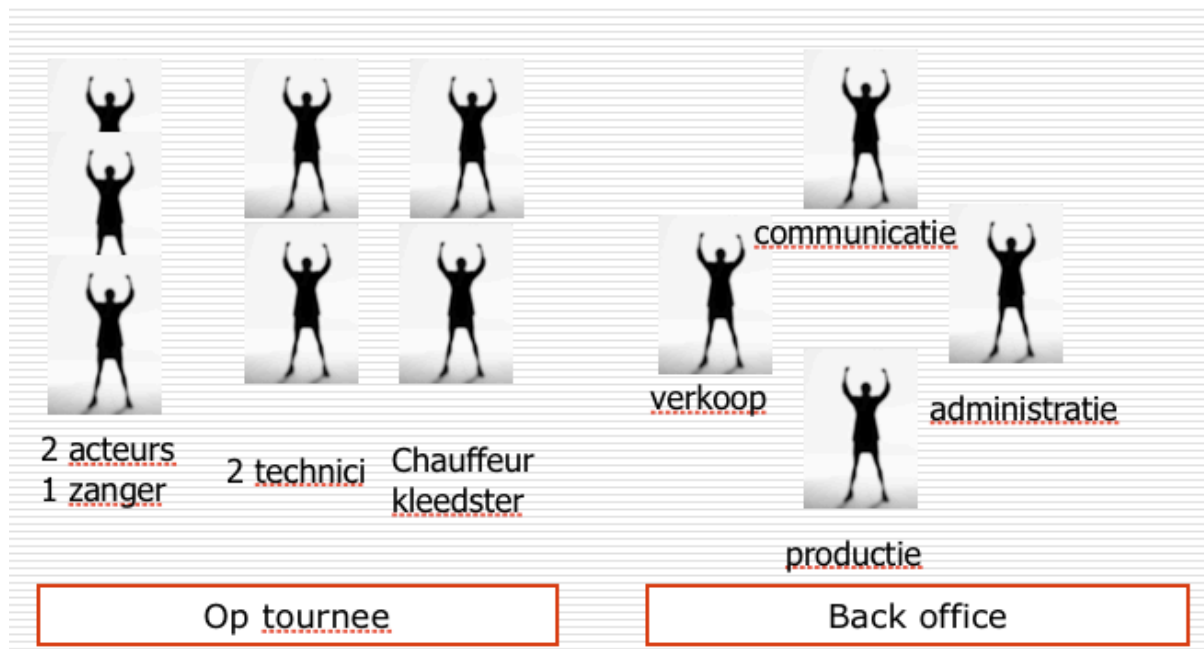 2 acteurs
1 zanger
2 technici
Chauffeur
kleedster
Op tournee
communicatie
verkoop
administratie
productie
Back office